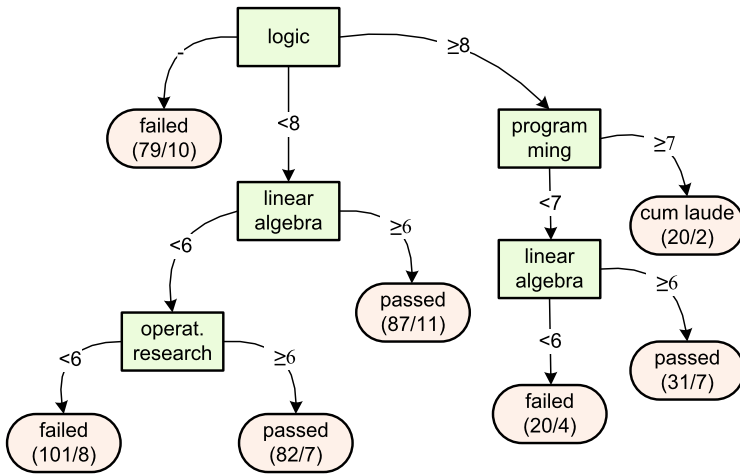 logic
-
≥8
<8
failed
(79/10)
program
ming
≥7
<7
cum laude
(20/2)
linear
algebra
<6
≥6
passed
(87/11)
linear
algebra
≥6
<6
passed
(31/7)
operat.
research
<6
≥6
failed
(20/4)
failed
(101/8)
passed
(82/7)